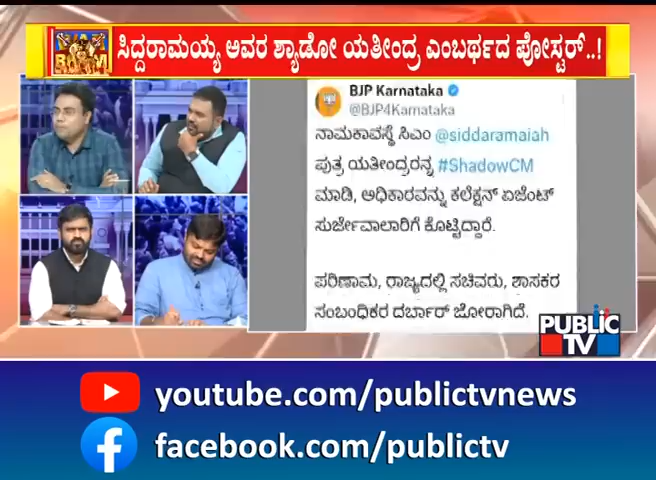 ಸಿದ್ದರಾಮಯ್ಯ ಅವರ ಶ್ಯಾಡೋ ಯತೀಂದ್ರ ಎಂಬರ್ಥದ ಪೋಸ್ಟರ್..!
BJP Karnataka
@BJP4Karnataka
ನಾಮಕಾವಸ್ಥೆ ಸಿಎಂ @siddaramaiah
ಪುತ್ರ ಯತೀಂದ್ರರನ್ನ #ShadowCM
ಮಾಡಿ, ಅಧಿಕಾರವನ್ನು ಕಲೆಕ್ಷನ್ ಏಜೆಂಟ್
ಸುರ್ಜೇವಾಲಾರಿಗೆ ಕೊಟ್ಟಿದ್ದಾರೆ.
ಪರಿಣಾಮ, ರಾಜ್ಯದಲ್ಲಿ ಸಚಿವರು, ಶಾಸಕರ
ಸಂಬಂಧಿಕರ ದರ್ಬಾರ್ ಜೋರಾಗಿದೆ.
PUBLIC
TV
youtube.com/publictvnews
facebook.com/publictv